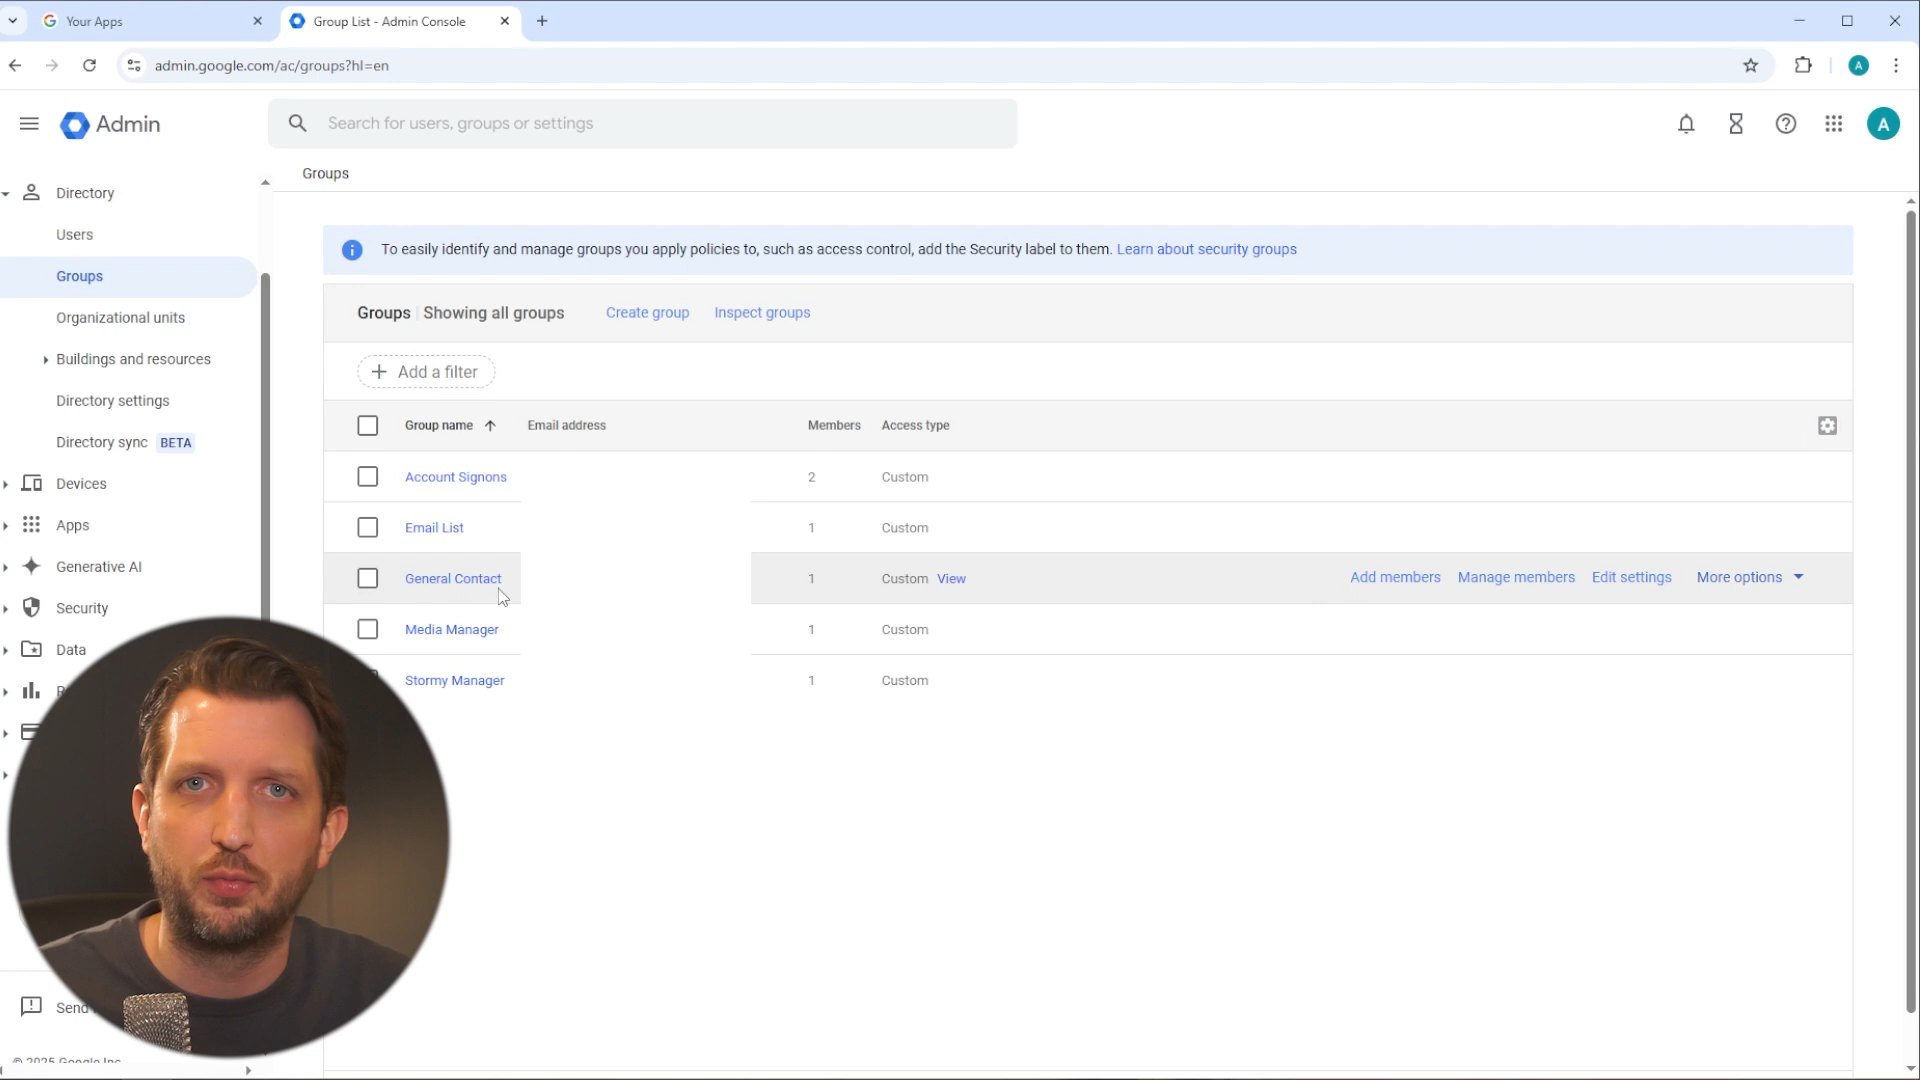 Your Apps
Group List - Admin Console
admin.google.com/ac/groups?hl=en
A
Admin
Search for users, groups or settings
A
Groups
Directory
Users
Groups
Organizational units
Buildings and resources
Directory settings
Directory sync BETA
Devices
Apps
Generative AI
Security
Data
Send
© 2025 Google Inc.
To easily identify and manage groups you apply policies to, such as access control, add the Security label to them. Learn about security groups
Groups | Showing all groups Create group Inspect groups
Add a filter
Group name Email address Members Access type
Account Signons 2 Custom
Email List 1 Custom
General Contact 1 Custom View Add members Manage members Edit settings More options
Media Manager 1 Custom
Stormy Manager 1 Custom